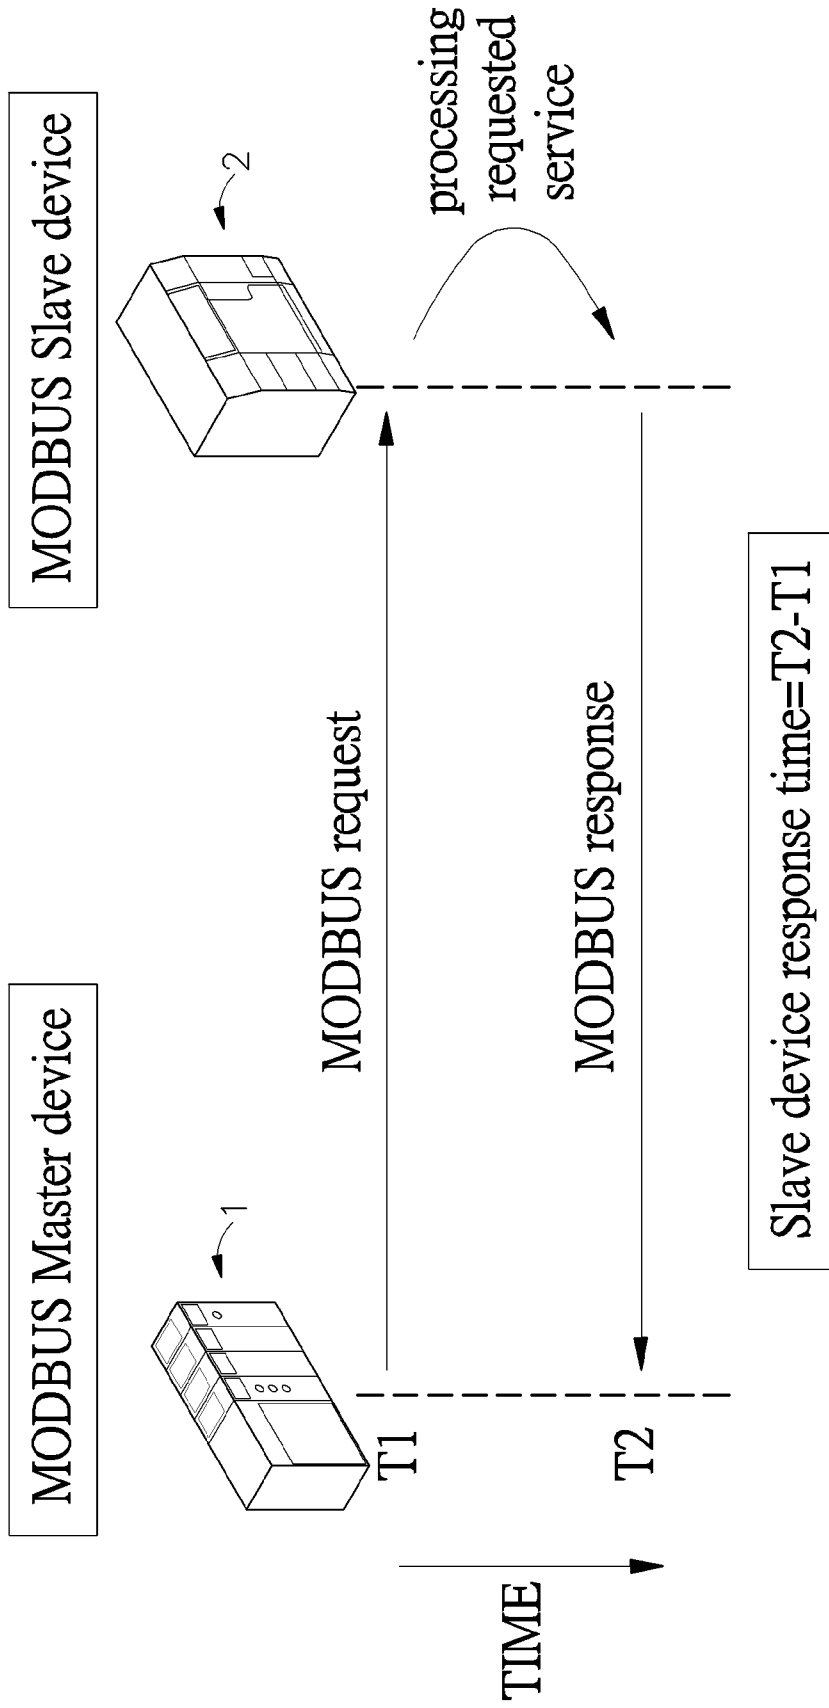 MODBUS Master device
MODBUS Slave device
1
2
T1
MODBUS request
processing
requested
service
TIME
T2
MODBUS response
Slave device response time=T2-T1